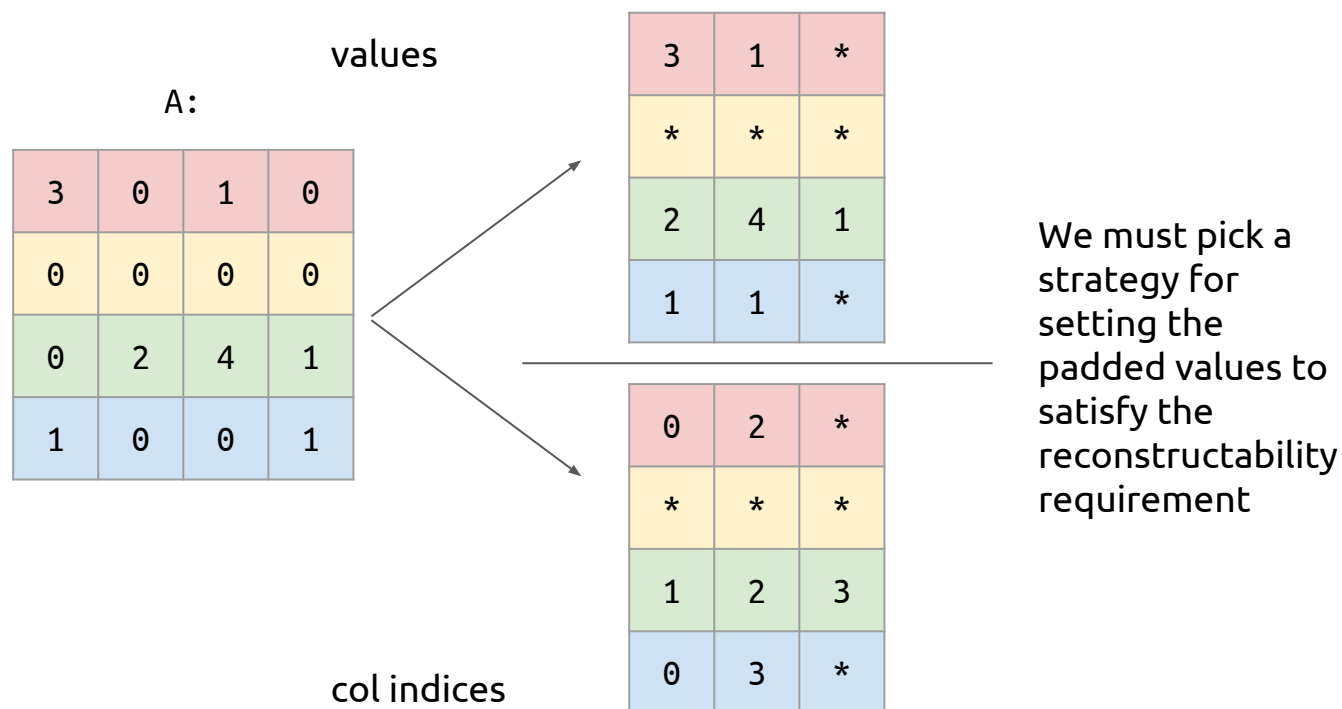 values
A:
3 0 1 0
0 0 0 0
0 2 4 1
1 0 0 1
3 1 *
* * *
2 4 1
1 1 *
We must pick a
strategy for
setting the
padded values to
satisfy the
reconstructability
requirement
0 2 *
* * *
1 2 3
0 3 *
col indices